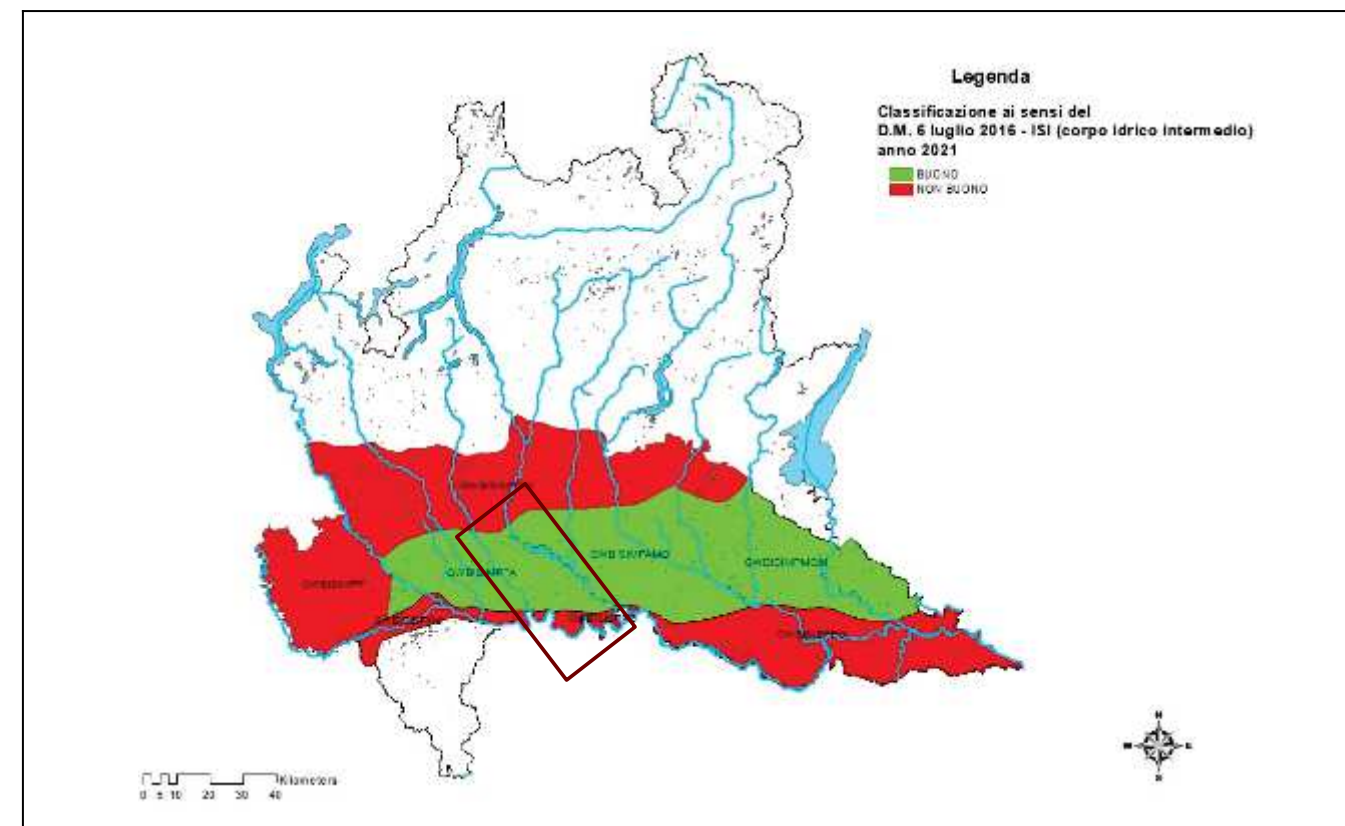 Legenda
Classificazione ai sensi del
D.M. 6 luglio 2016 - ISI (corpo idrico intermedio)
anno 2021
BUONO
NON BUONO
Kilometers
0 5 10 20 30 40
N
W E
S